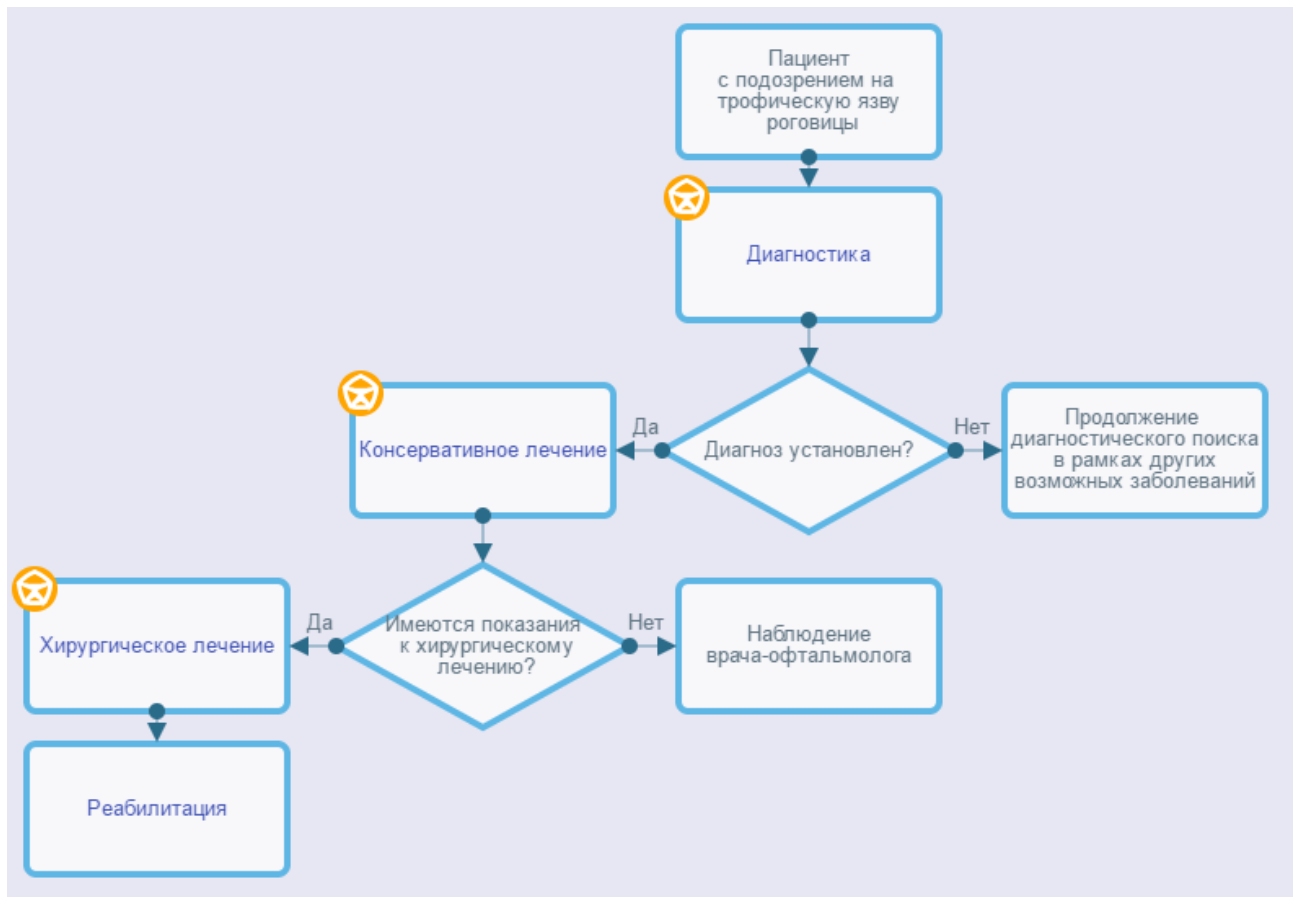 Пациент
с подозрением на
трофическую язву
роговицы
Диагностика
Диагноз установлен?
Да
Нет
Консервативное лечение
Продолжение
диагностического поиска
в рамках других
возможных заболеваний
Имеются показания
к хирургическому
лечению?
Да
Нет
Хирургическое лечение
Наблюдение
врача-офтальмолога
Реабилитация